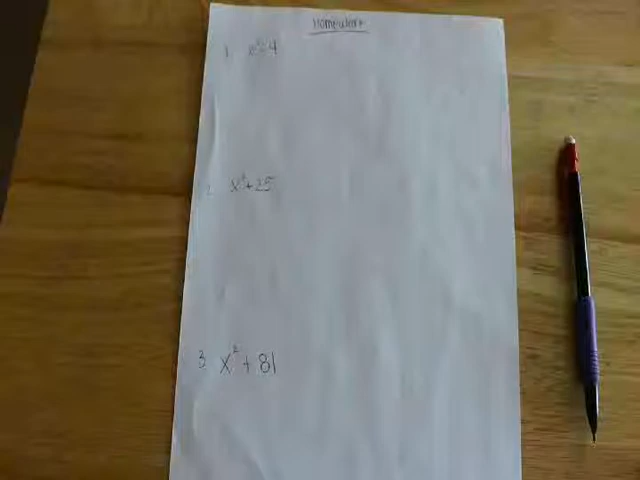 Homework
1. x²-4
2. x²+25
3. x² + 81